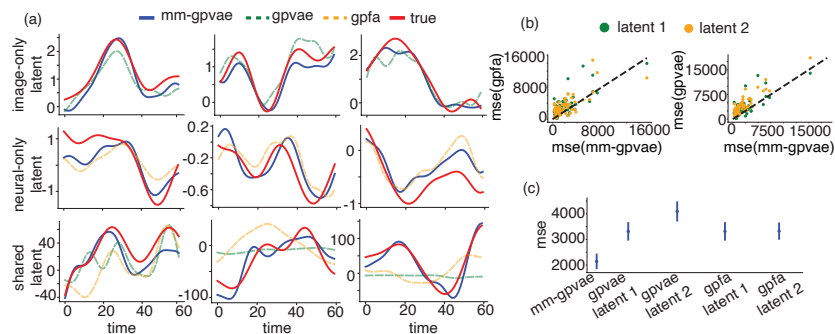 (a)
mm-gpvae gpvae gpfa true
image-only
latent
2
1
0
1
0
2
0
neural-only
latent
1
1
-0.2
-0.6
0
-1
shared
latent
40
0
-40
0
-100
100
0
0 20 40 60
0 20 40 60
0 20 40 60
time time time
(b)
latent 1 latent 2
mse(gpfa)
16000
6000
0
0 6000 16000
mse(mm-gpvae)
mse(gpvae)
15000
7500
0
0 7500 15000
mse(mm-gpvae)
(c)
mse
4000
3000
2000
mm-gpvae
gpvae
latent 1
gpvae
latent 2
gpfa
latent 1
gpfa
latent 2